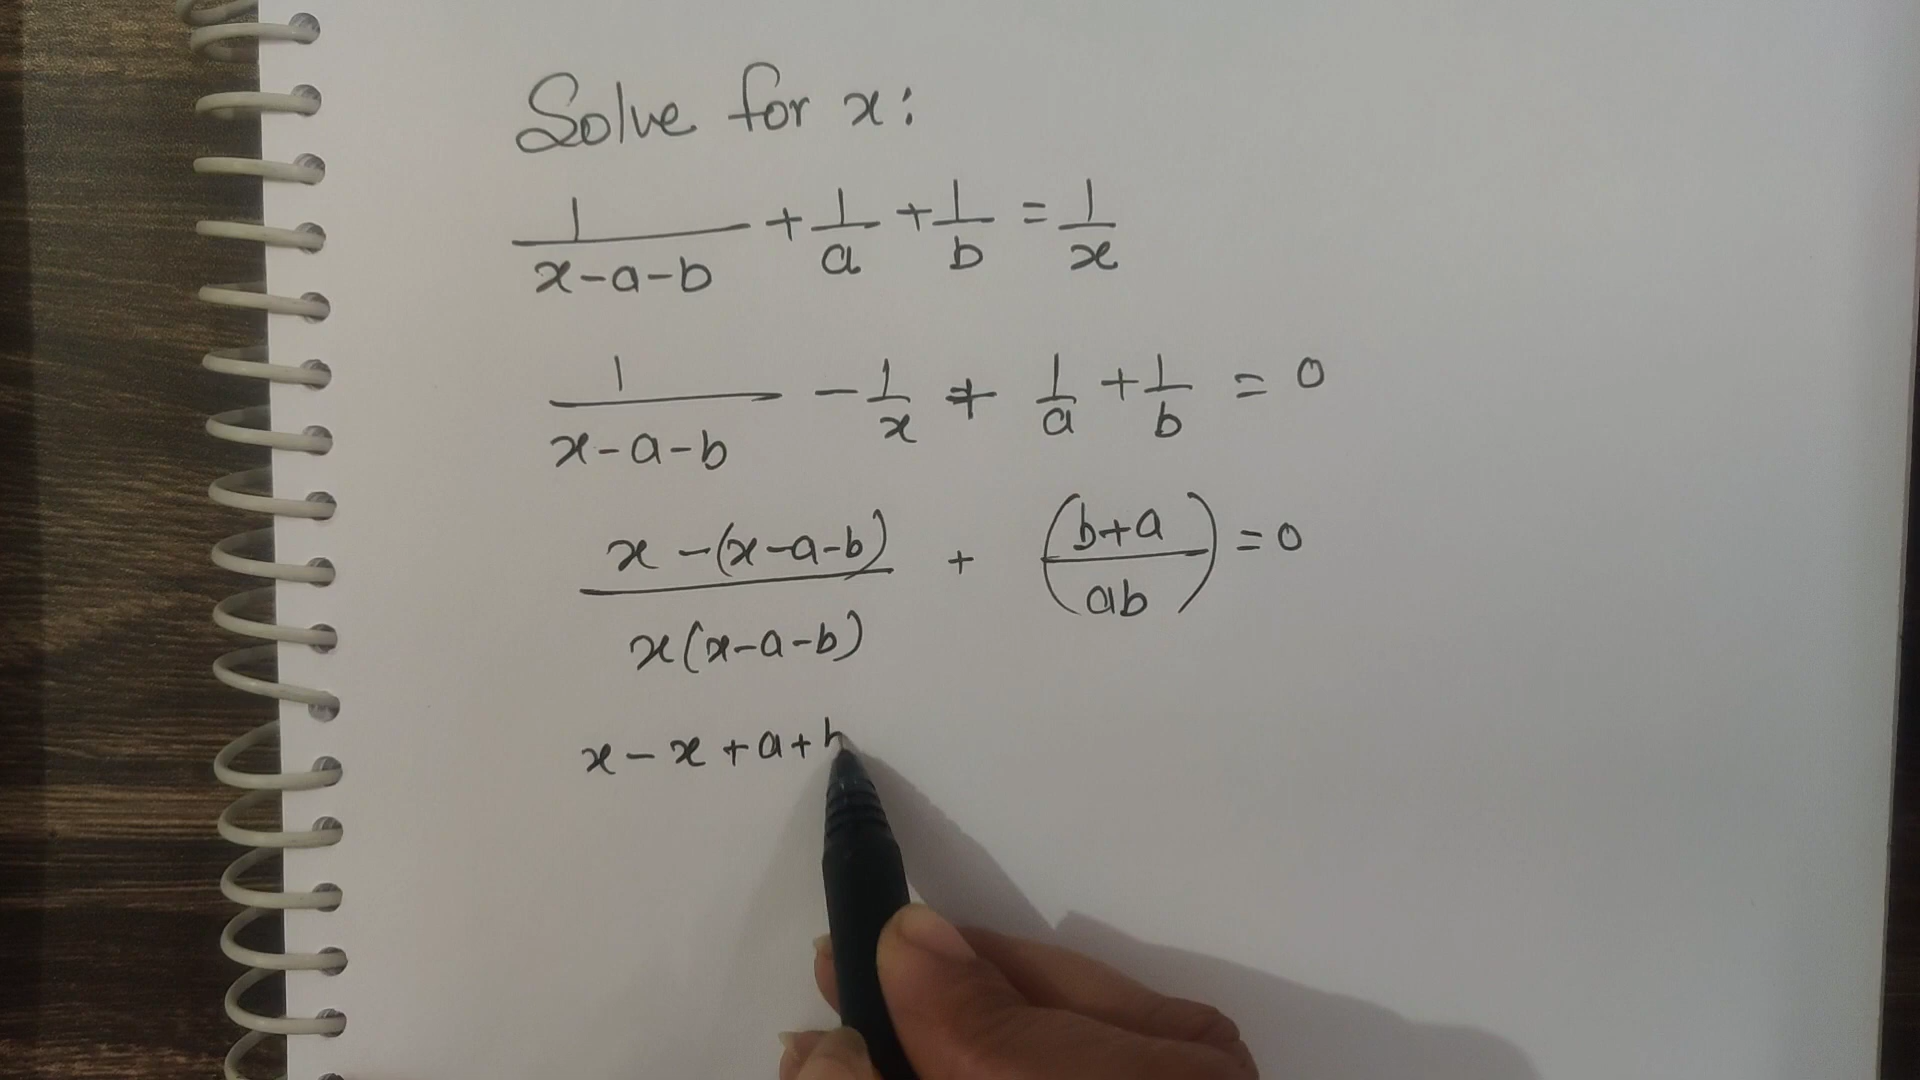 Solve for x:
1/(x-a-b) + 1/a + 1/b = 1/x
1/(x-a-b) - 1/x + 1/a + 1/b = 0
(x-(x-a-b))/(x(x-a-b)) + ((b+a)/(ab)) = 0
x-x+a+b